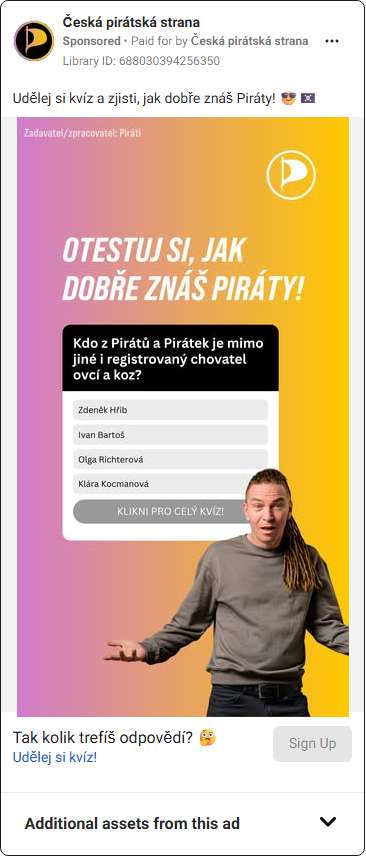 Česká pirátská strana
Sponsored • Paid for by Česká pirátská strana
Library ID: 688030394256350
Udělej si kvíz a zjisti, jak dobře znáš Piráty! 😎 🏴‍☠️
Zadavatel/zpracovatel: Piráti
OTESTUJ SI, JAK
DOBŘE ZNÁŠ PIRÁTY!
Kdo z Pirátů a Pirátek je mimo
jiné i registrovaný chovatel
ovcí a koz?
Zdeněk Hřib
Ivan Bartoš
Olga Richterová
Klára Kocmanová
KLIKNI PRO CELÝ KVÍZ!
Tak kolik trefíš odpovědí? 🤔
Udělej si kvíz!
Sign Up
Additional assets from this ad